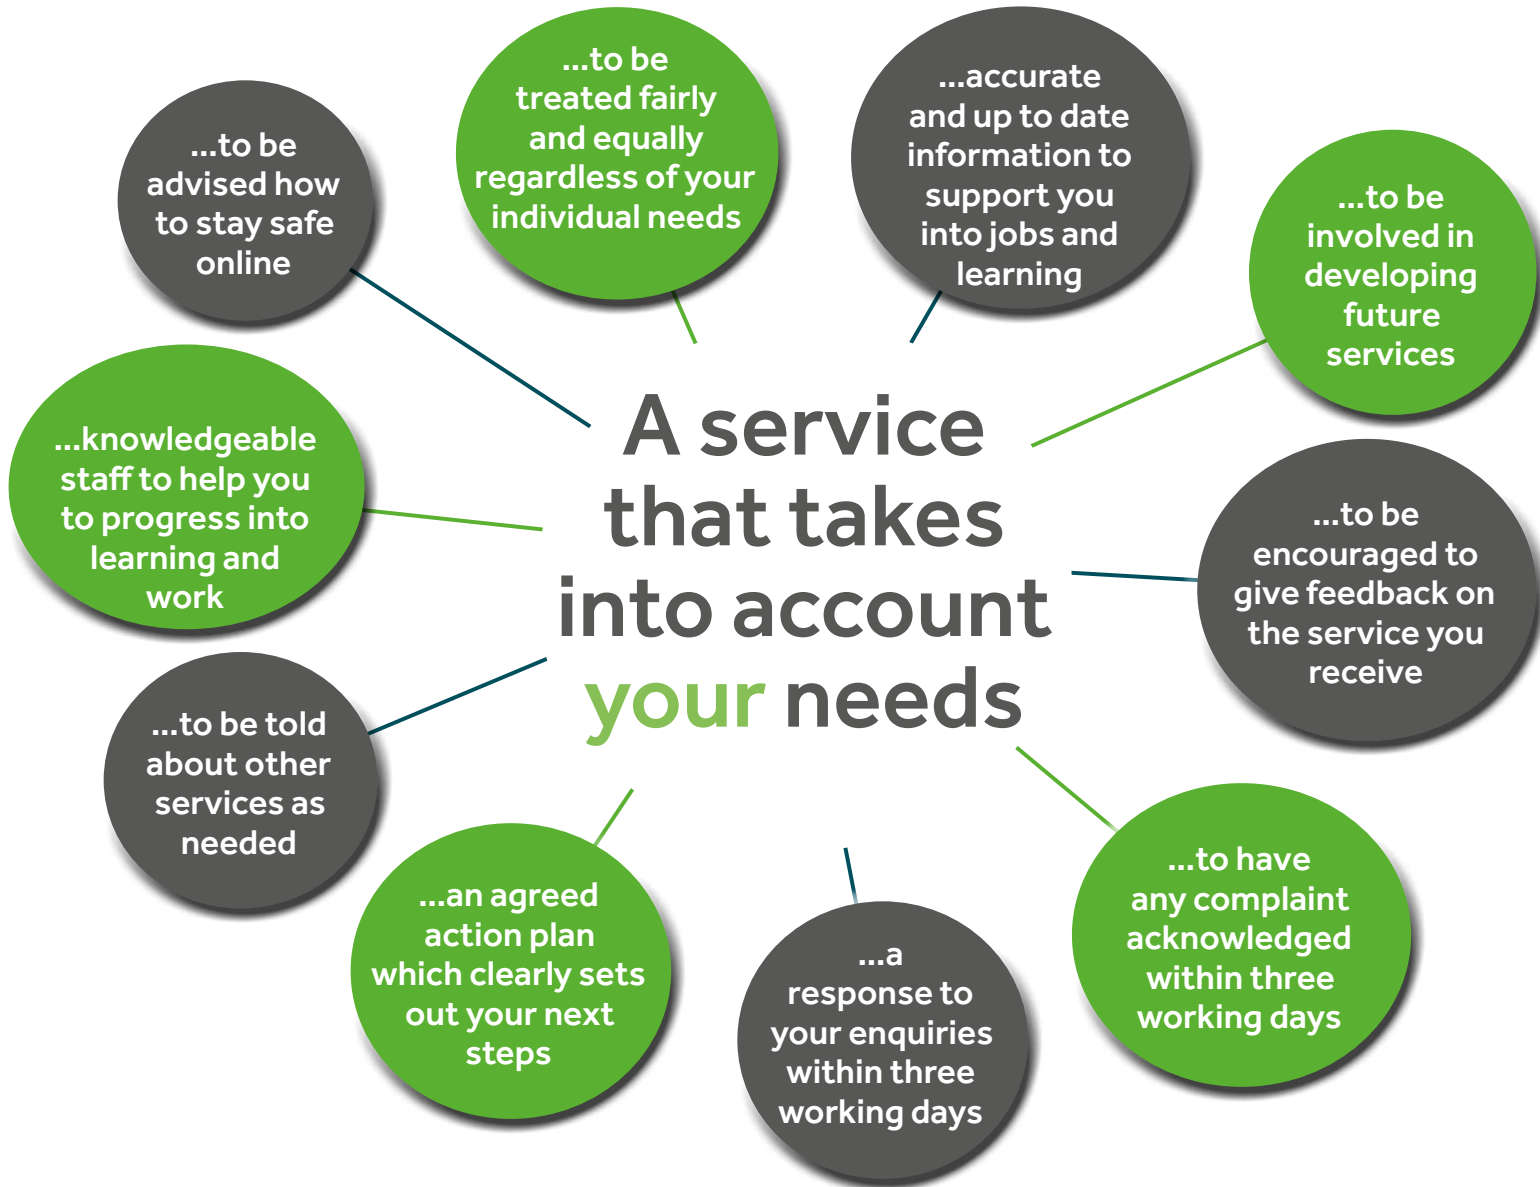 ...to be
treated fairly
and equally
regardless of your
individual needs
...accurate
and up to date
information to
support you
into jobs and
learning
...to be
involved in
developing
future
services
...to be
encouraged to
give feedback on
the service you
receive
...to have
any complaint
acknowledged
within three
working days
...a
response to
your enquiries
within three
working days
...an agreed
action plan
which clearly sets
out your next
steps
...to be told
about other
services as
needed
...knowledgeable
staff to help you
to progress into
learning and
work
...to be
advised how
to stay safe
online
A service
that takes
into account
your needs